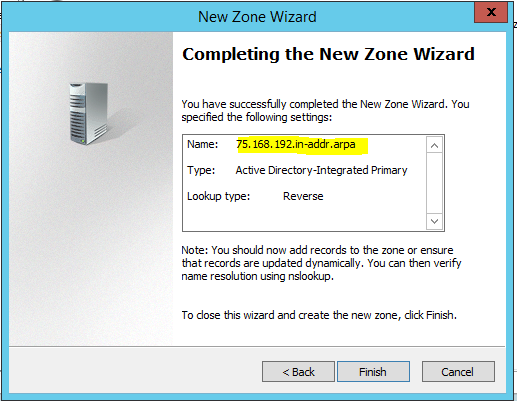 New Zone Wizard
X
Completing the New Zone Wizard
You have successfully completed the New Zone Wizard. You
specified the following settings:
Name: 75.168.192.in-addr.arpa
Type: Active Directory-Integrated Primary
Lookup type: Reverse
Note: You should now add records to the zone or ensure
that records are updated dynamically. You can then verify
name resolution using nslookup.
To close this wizard and create the new zone, click Finish.
< Back Finish Cancel